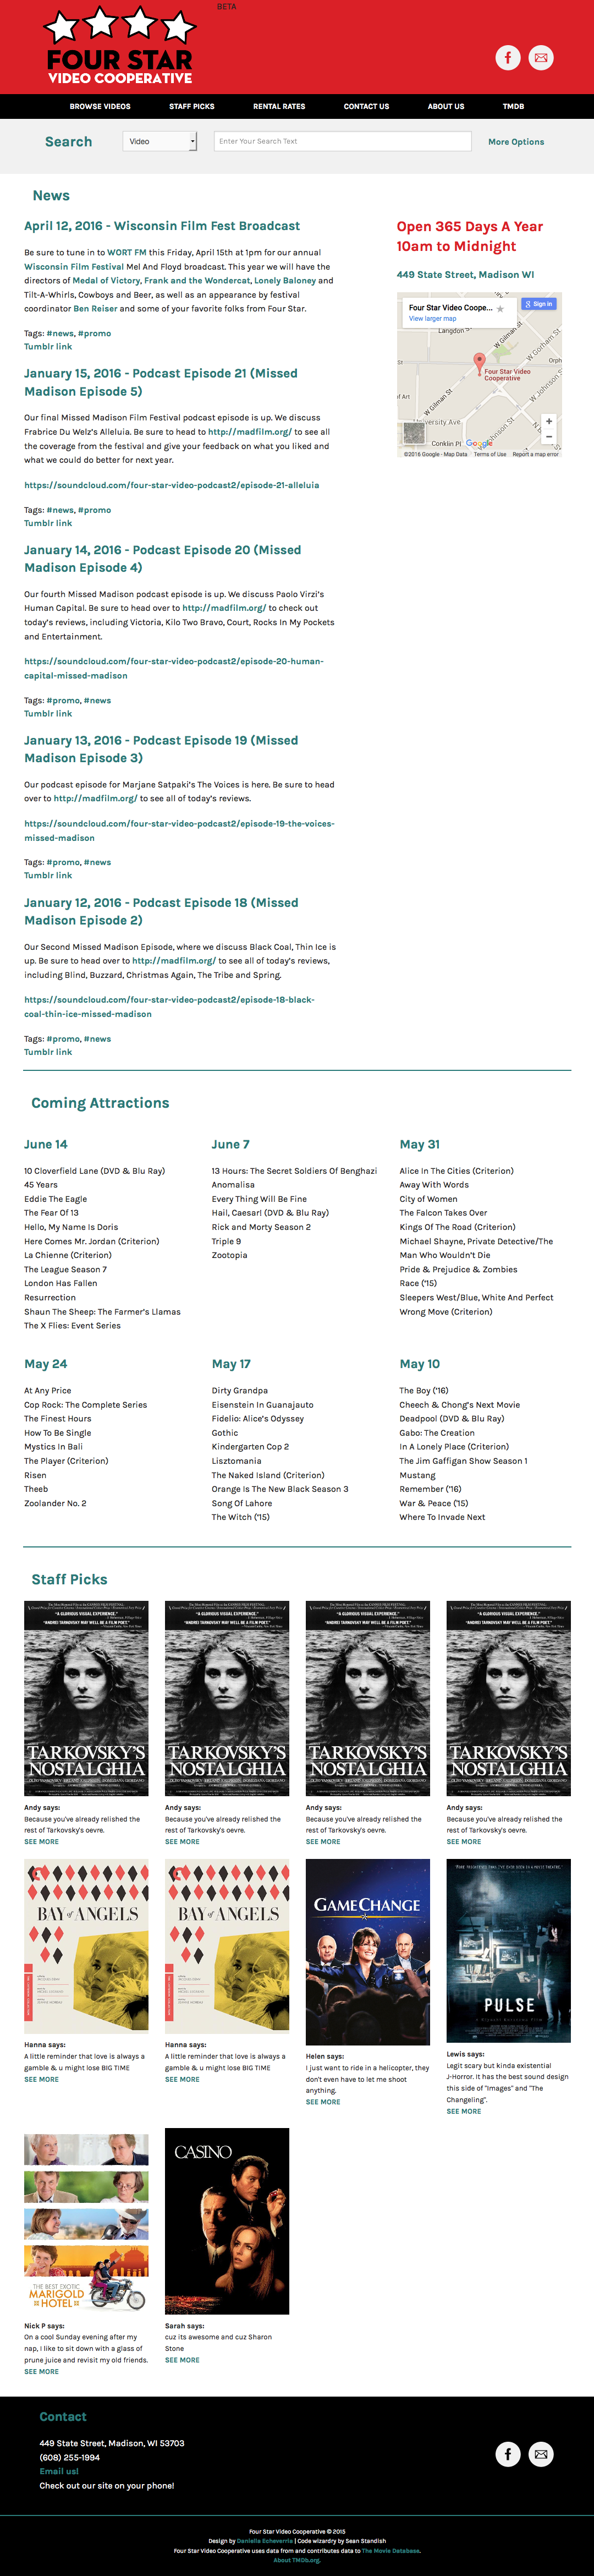 BETA
FOUR STAR
VIDEO COOPERATIVE
BROWSE VIDEOS
STAFF PICKS
RENTAL RATES
CONTACT US
ABOUT US
TMDB
Search
Video
Enter Your Search Text
More Options
News
April 12, 2016 - Wisconsin Film Fest Broadcast
Be sure to tune in to WORT FM this Friday, April 15th at 1pm for our annual
Wisconsin Film Festival Mel And Floyd broadcast. This year we will have the
directors of Medal of Victory, Frank and the Wondercat, Lonely Baloney and
Tilt-A-Whirls, Cowboys and Beer, as well as an appearance by festival
coordinator Ben Reiser and some of your favorite folks from Four Star.
Tags: #news, #promo
Tumblr link
January 15, 2016 - Podcast Episode 21 (Missed
Madison Episode 5)
Our final Missed Madison Film Festival podcast episode is up. We discuss
Frabrice Du Welz's Alleluia. Be sure to head to http://madfilm.org/ to see all
the coverage from the festival and give your feedback on what you liked and
what we could do better for next year.
https://soundcloud.com/four-star-video-podcast2/episode-21-alleluia
Tags: #news, #promo
Tumblr link
January 14, 2016 - Podcast Episode 20 (Missed
Madison Episode 4)
Our fourth Missed Madison podcast episode is up. We discuss Paolo Virzi's
Human Capital. Be sure to head over to http://madfilm.org/ to check out
today's reviews, including Victoria, Kilo Two Bravo, Court, Rocks In My Pockets
and Entertainment.
https://soundcloud.com/four-star-video-podcast2/episode-20-human-
capital-missed-madison
Tags: #promo, #news
Tumblr link
January 13, 2016 - Podcast Episode 19 (Missed
Madison Episode 3)
Our podcast episode for Marjane Satpaki's The Voices is here. Be sure to head
over to http://madfilm.org/ to see all of today's reviews.
https://soundcloud.com/four-star-video-podcast2/episode-19-the-voices-
missed-madison
Tags: #promo, #news
Tumblr link
January 12, 2016 - Podcast Episode 18 (Missed
Madison Episode 2)
Our Second Missed Madison Episode, where we discuss Black Coal, Thin Ice is
up. Be sure to head over to http://madfilm.org/ to see all of today's reviews,
including Blind, Buzzard, Christmas Again, The Tribe and Spring.
https://soundcloud.com/four-star-video-podcast2/episode-18-black-
coal-thin-ice-missed-madison
Tags: #promo, #news
Tumblr link
Open 365 Days A Year
10am to Midnight
449 State Street, Madison WI
Four Star Video Coope...
View larger map
Sign in
Langdon
W Gilman St
W Gorham St
W Johnson St
Four Star Video
Cooperative
of Art
versity Ave
Conklin Pl
Google
©2016 Google - Map Data
Terms of Use
Report a map error
Coming Attractions
June 14
10 Cloverfield Lane (DVD & Blu Ray)
45 Years
Eddie The Eagle
The Fear Of 13
Hello, My Name Is Doris
Here Comes Mr. Jordan (Criterion)
La Chienne (Criterion)
The League Season 7
London Has Fallen
Resurrection
Shaun The Sheep: The Farmer's Llamas
The X Flies: Event Series
June 7
13 Hours: The Secret Soldiers Of Benghazi
Anomalisa
Every Thing Will Be Fine
Hail, Caesar! (DVD & Blu Ray)
Rick and Morty Season 2
Triple 9
Zootopia
May 31
Alice In The Cities (Criterion)
Away With Words
City of Women
The Falcon Takes Over
Kings Of The Road (Criterion)
Michael Shayne, Private Detective/The
Man Who Wouldn't Die
Pride & Prejudice & Zombies
Race ('15)
Sleepers West/Blue, White And Perfect
Wrong Move (Criterion)
May 24
At Any Price
Cop Rock: The Complete Series
The Finest Hours
How To Be Single
Mystics In Bali
The Player (Criterion)
Risen
Theeb
Zoolander No. 2
May 17
Dirty Grandpa
Eisenstein In Guanajauto
Fidelio: Alice's Odyssey
Gothic
Kindergarten Cop 2
Lisztomania
The Naked Island (Criterion)
Orange Is The New Black Season 3
Song Of Lahore
The Witch ('15)
May 10
The Boy ('16)
Cheech & Chong's Next Movie
Deadpool (DVD & Blu Ray)
Gabo: The Creation
In A Lonely Place (Criterion)
The Jim Gaffigan Show Season 1
Mustang
Remember ('16)
War & Peace ('15)
Where To Invade Next
Staff Picks
"A GLORIOUS VISUAL EXPERIENCE."
"ANDREI TARKOVSKY MAY WELL BE A FILM POET."
TARKOVSKY'S
NOSTALGHIA
Andy says:
Because you've already relished the
rest of Tarkovsky's oevre.
SEE MORE
"A GLORIOUS VISUAL EXPERIENCE."
"ANDREI TARKOVSKY MAY WELL BE A FILM POET."
TARKOVSKY'S
NOSTALGHIA
Andy says:
Because you've already relished the
rest of Tarkovsky's oevre.
SEE MORE
"A GLORIOUS VISUAL EXPERIENCE."
"ANDREI TARKOVSKY MAY WELL BE A FILM POET."
TARKOVSKY'S
NOSTALGHIA
Andy says:
Because you've already relished the
rest of Tarkovsky's oevre.
SEE MORE
"A GLORIOUS VISUAL EXPERIENCE."
"ANDREI TARKOVSKY MAY WELL BE A FILM POET."
TARKOVSKY'S
NOSTALGHIA
Andy says:
Because you've already relished the
rest of Tarkovsky's oevre.
SEE MORE
BAY of ANGELS
Hanna says:
A little reminder that love is always a
gamble & u might lose BIG TIME
SEE MORE
BAY of ANGELS
Hanna says:
A little reminder that love is always a
gamble & u might lose BIG TIME
SEE MORE
GAME CHANGE
Helen says:
I just want to ride in a helicopter, they
don't even have to let me shoot
anything.
SEE MORE
PULSE
Lewis says:
Legit scary but kinda existential
J-Horror. It has the best sound design
this side of "Images" and "The
Changeling".
SEE MORE
THE BEST EXOTIC
MARIGOLD
HOTEL
Nick P says:
On a cool Sunday evening after my
nap, I like to sit down with a glass of
prune juice and revisit my old friends.
SEE MORE
CASINO
Sarah says:
cuz its awesome and cuz Sharon
Stone
SEE MORE
Contact
449 State Street, Madison, WI 53703
(608) 255-1994
Email us!
Check out our site on your phone!
Four Star Video Cooperative © 2015
Design by Daniella Echeverria | Code wizardry by Sean Standish
Four Star Video Cooperative uses data from and contributes data to The Movie Database.
About TMDb.org.